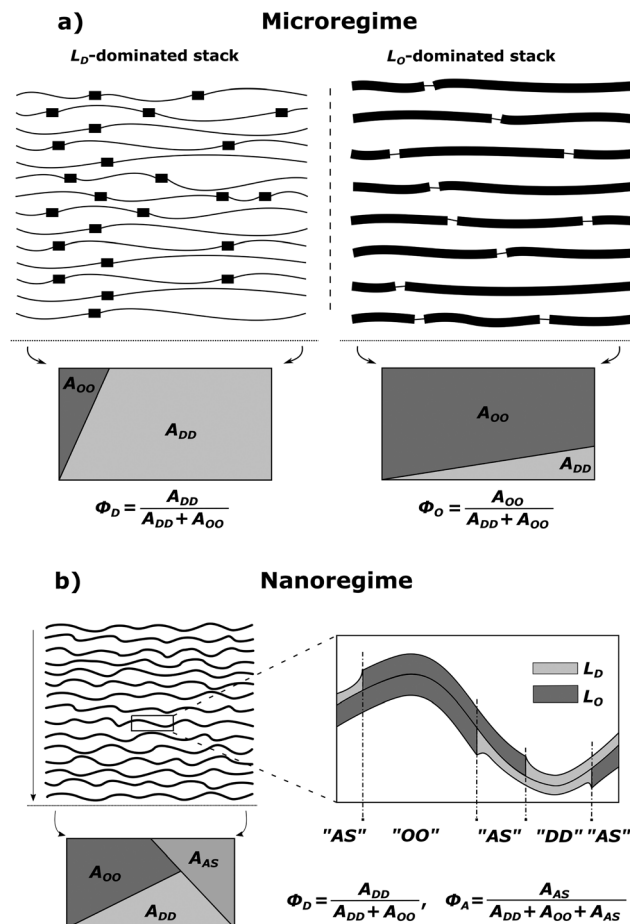 a) Microregime
L_D-dominated stack L_O-dominated stack
A_OO A_DD
A_OO A_DD
Φ_D = A_DD / (A_DD + A_OO)
Φ_O = A_OO / (A_DD + A_OO)
b) Nanoregime
L_D
L_O
"AS" "OO" "AS" "DD" "AS"
A_OO A_AS
A_DD
Φ_D = A_DD / (A_DD + A_OO), Φ_A = A_AS / (A_DD + A_OO + A_AS)